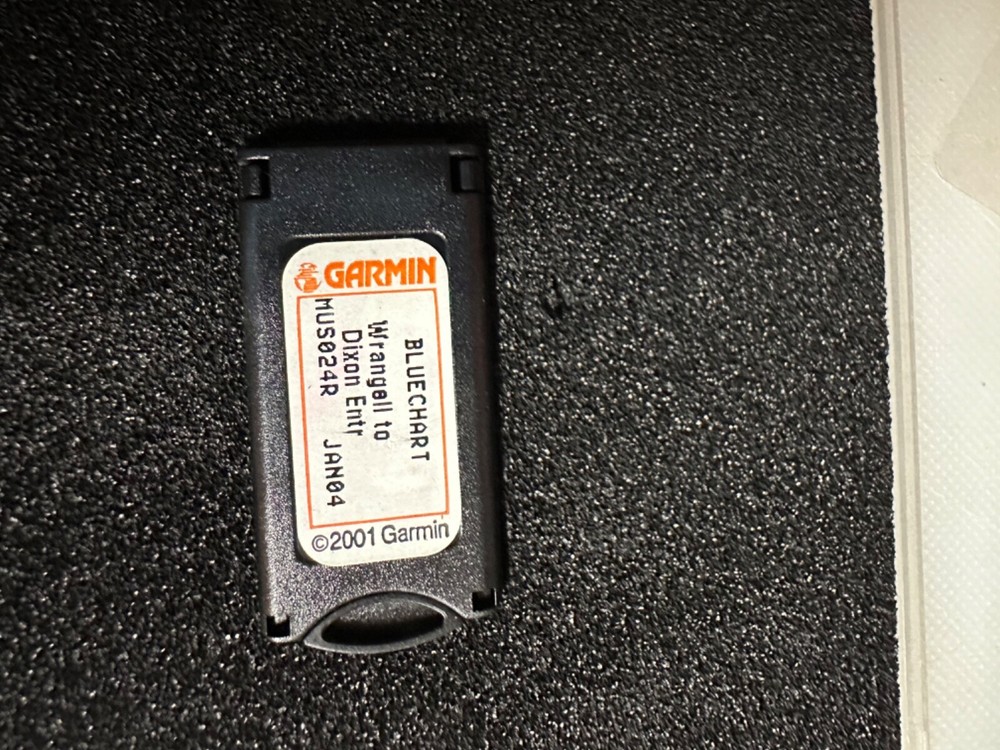 GARMIN
BLUECHART
Wrangell to
Dixon Entr
MUS024R JAN04
©2001 Garmin